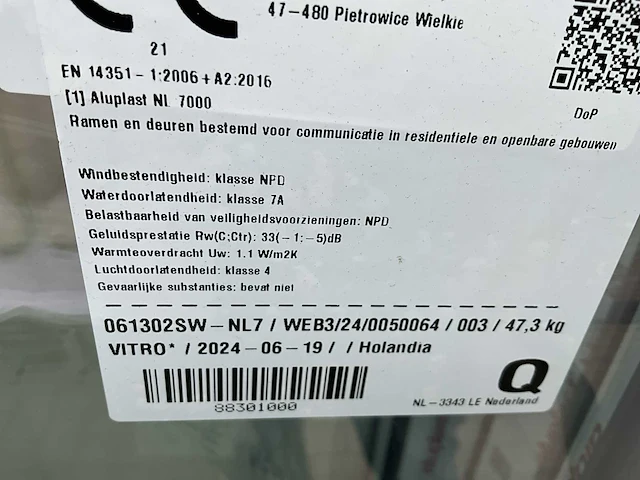 CE
47-480 Pietrowice Wielkie
21
EN 14351-1:2006+A2:2016
[1] Aluplast NL 7000
DoP
Ramen en deuren bestemd voor communicatie in residentiele en openbare gebouwen
Windbestendigheid: klasse NPD
Waterdoorlatendheid: klasse 7A
Belastbaarheid van velligheidsvoorzieningen: NPD
Geluidsprestatie Rw(C;Ctr): 33(-1;-5)dB
Warmteoverdracht Uw: 1.1 W/m2K
Luchtdoorlatendheid: klasse 4
Gevaarlijke substanties: bevat niet
061302SW-NL7 / WEB3/24/0050064 / 003 / 47,3 kg
VITRO* / 2024-06-19/ / Holandia
88301000
Q
NL-3343 LE Nederland